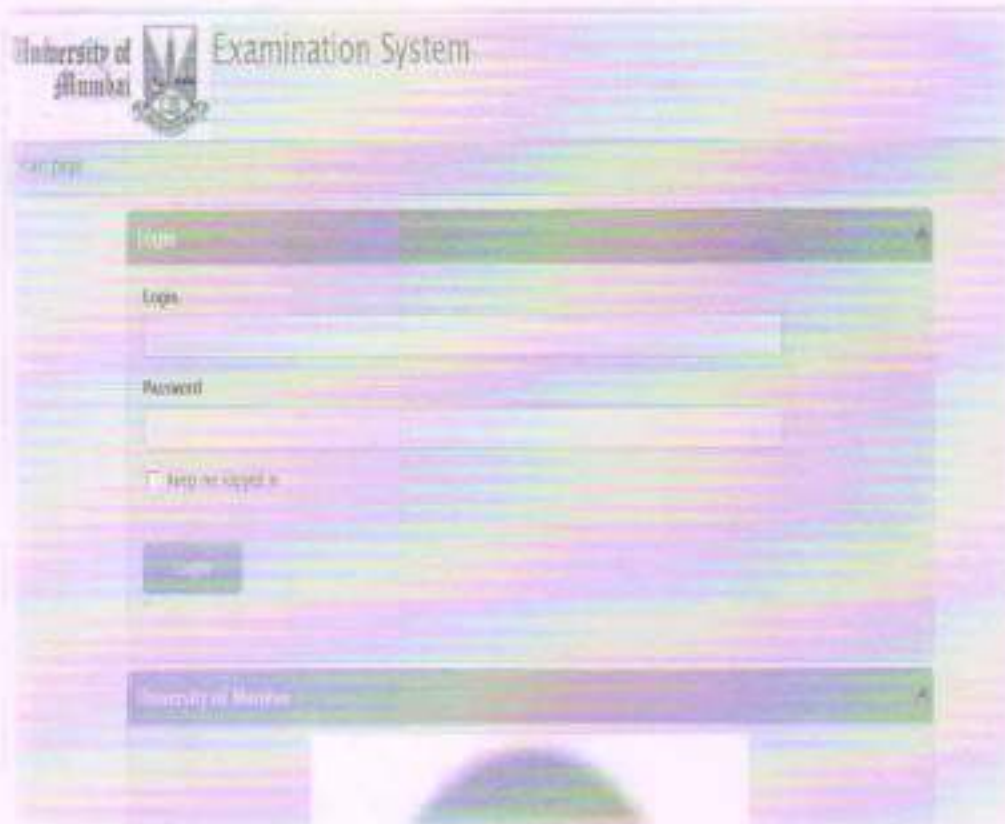 University of
Mumbai
Examination System
Login
Login
Password
Keep me logged in
University of Mumbai